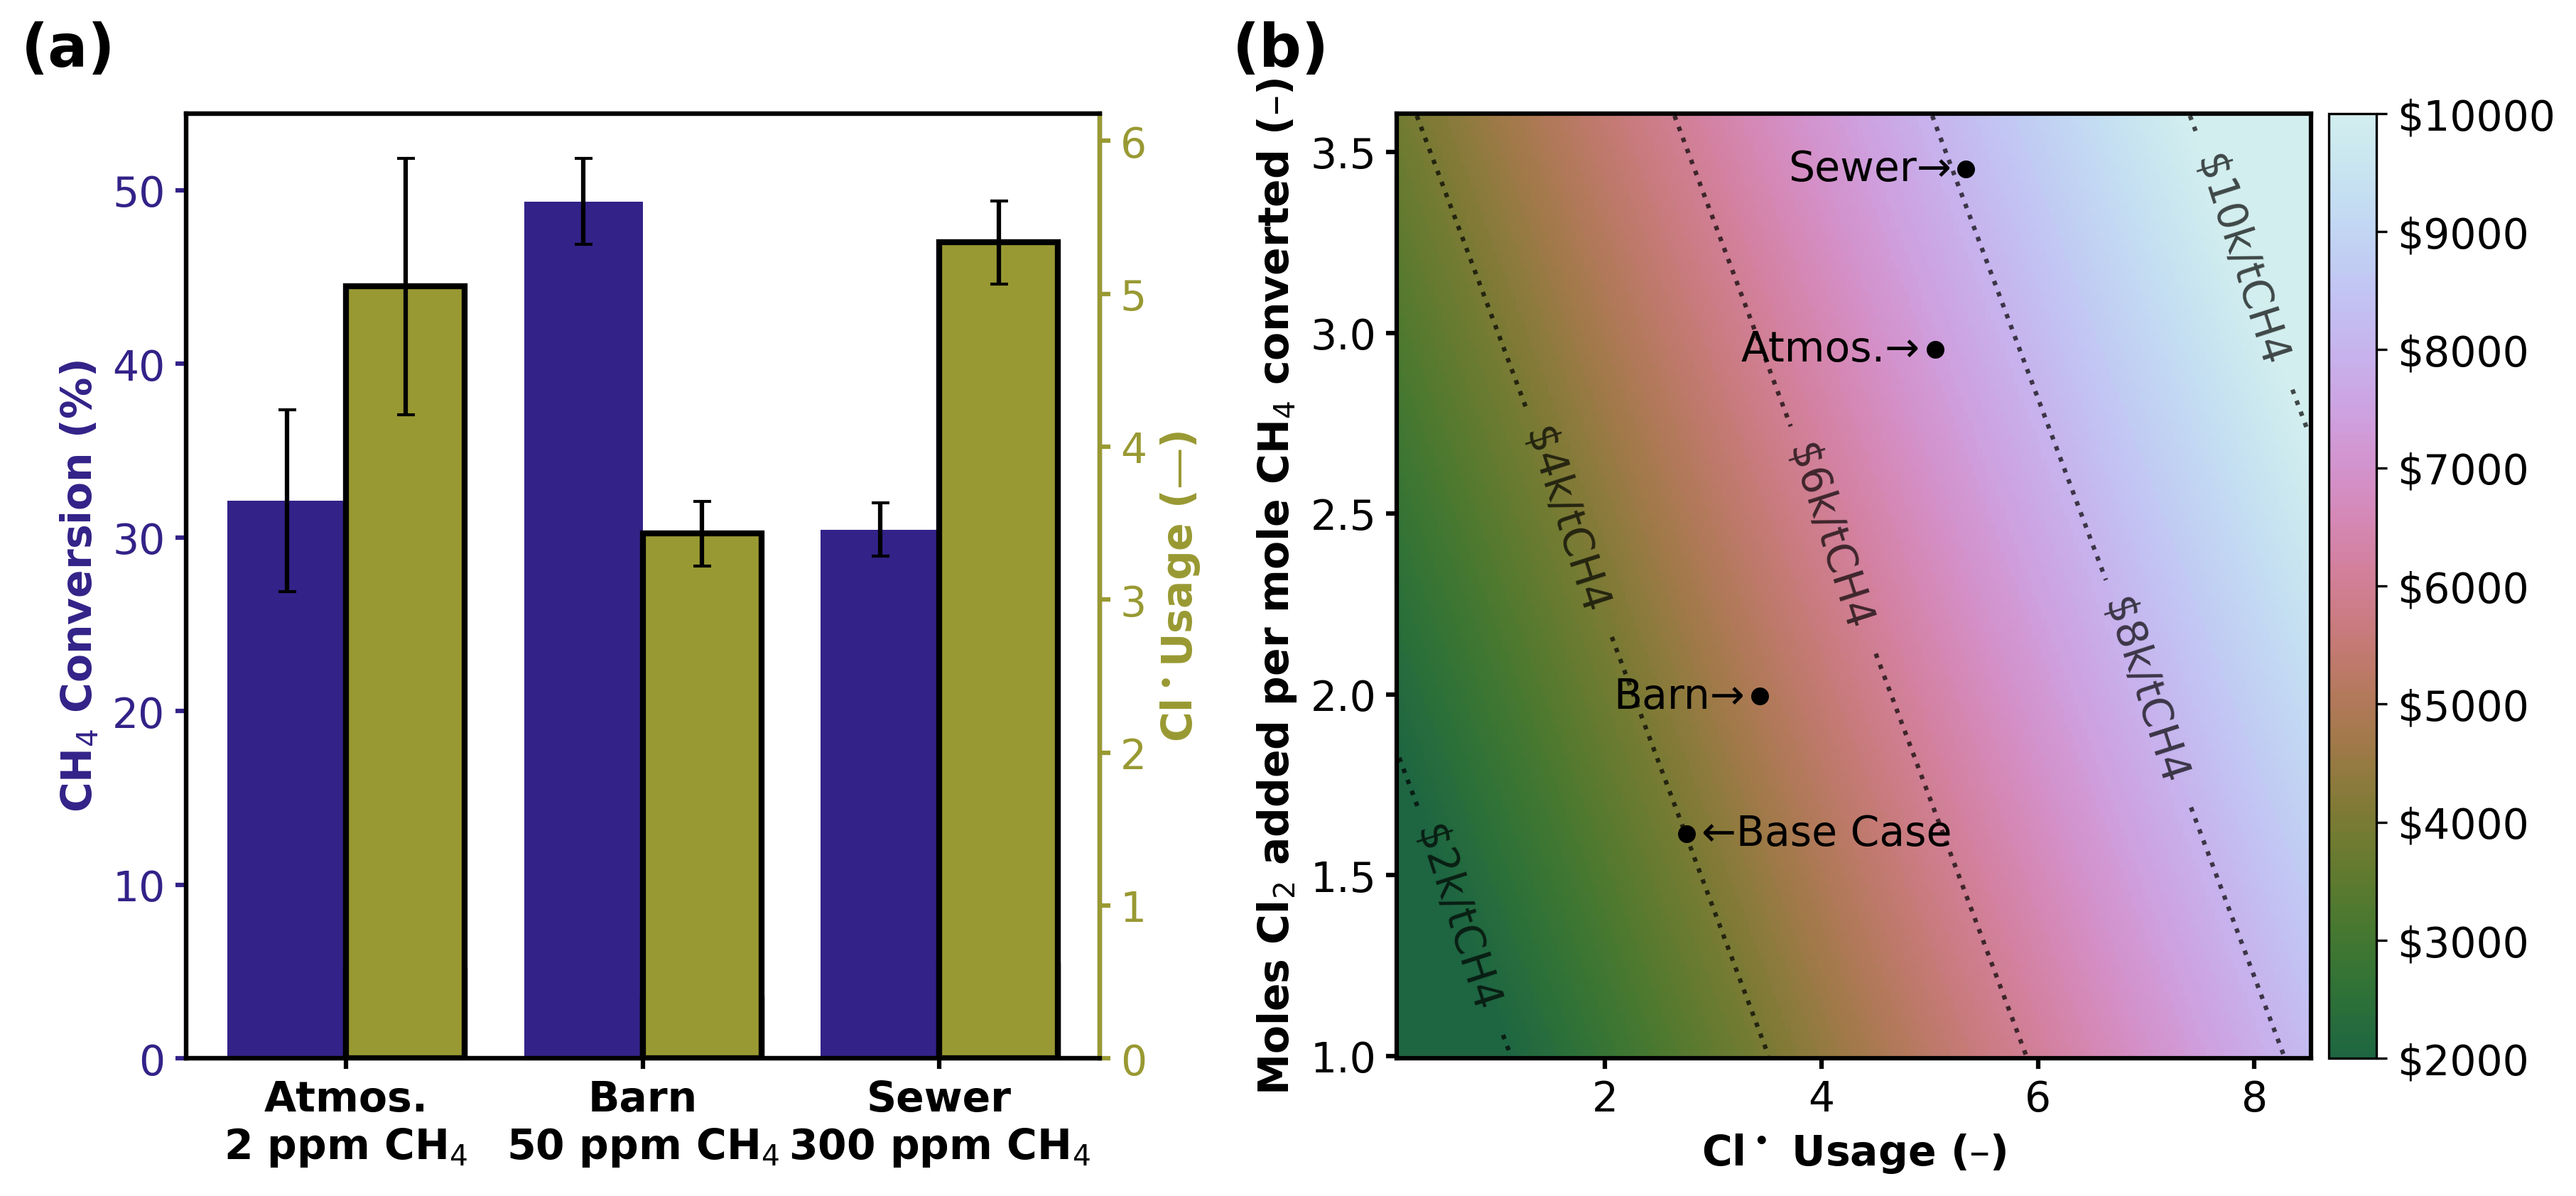 (a)
CH₄ Conversion (%)
50
40
30
20
10
0
6
5
4
3
2
1
0
Cl˙ Usage (—)
Atmos.
2 ppm CH₄
Barn
50 ppm CH₄
Sewer
300 ppm CH₄
(b)
Moles Cl₂ added per mole CH₄ converted (–)
3.5
3.0
2.5
2.0
1.5
1.0
Sewer→
Atmos.→
Barn→
←Base Case
$2k/tCH4
$4k/tCH4
$6k/tCH4
$8k/tCH4
$10k/tCH4
2
4
6
8
Cl˙ Usage (–)
$10000
$9000
$8000
$7000
$6000
$5000
$4000
$3000
$2000